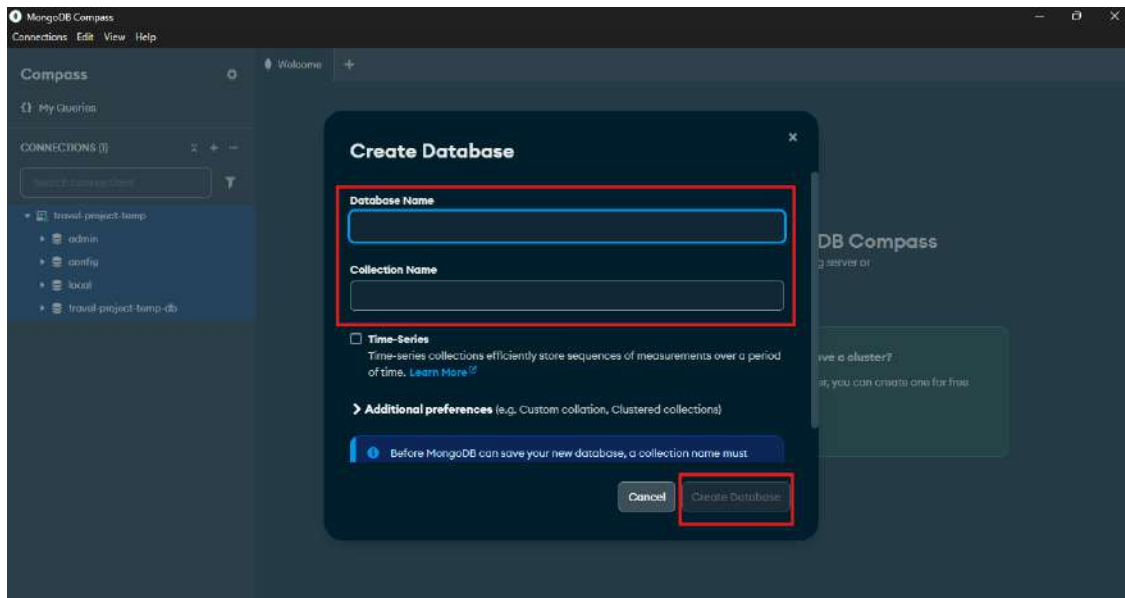 MongoDB Compass
Connections Edit View Help
Compass
Welcome
{} My Queries
CONNECTIONS (1)
Search connections
travel-project-temp
admin
config
local
travel-project-temp-db
Create Database
Database Name
Collection Name
Time-Series
Time-series collections efficiently store sequences of measurements over a period
of time. Learn More
Additional preferences (e.g. Custom collation, Clustered collections)
Before MongoDB can save your new database, a collection name must
Cancel Create Database
DB Compass
g server or
ve a cluster?
er, you can create one for free